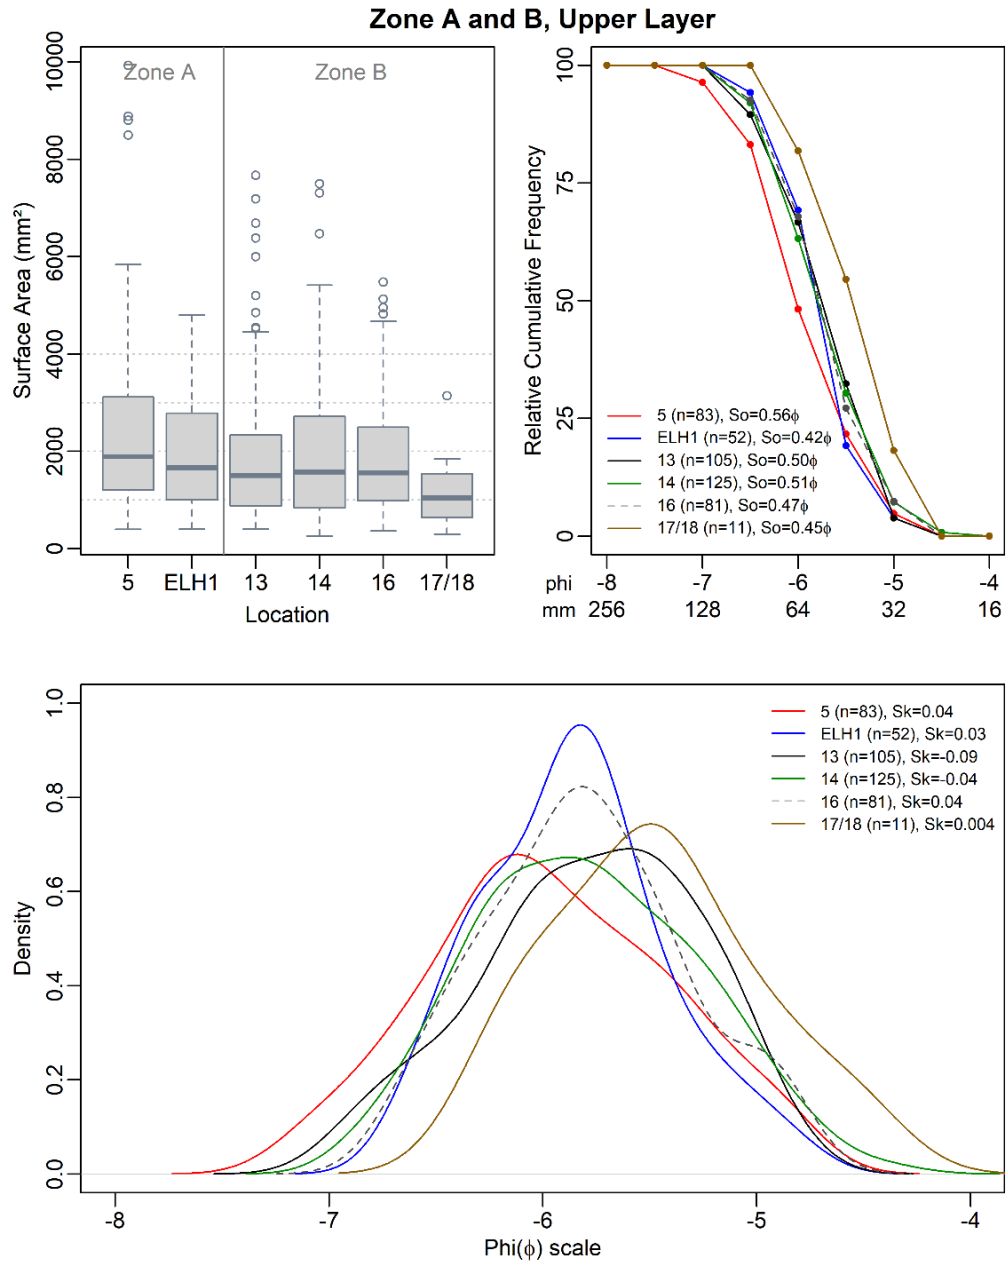 Zone A and B, Upper Layer
Surface Area (mm²)
0 2000 4000 6000 8000 10000
Zone A Zone B
5 ELH1 13 14 16 17/18
Location
Relative Cumulative Frequency
0 25 50 75 100
5 (n=83), So=0.56ϕ
ELH1 (n=52), So=0.42ϕ
13 (n=105), So=0.50ϕ
14 (n=125), So=0.51ϕ
16 (n=81), So=0.47ϕ
17/18 (n=11), So=0.45ϕ
phi -8 -7 -6 -5 -4
mm 256 128 64 32 16
Density
0.0 0.2 0.4 0.6 0.8 1.0
5 (n=83), Sk=0.04
ELH1 (n=52), Sk=0.03
13 (n=105), Sk=-0.09
14 (n=125), Sk=-0.04
16 (n=81), Sk=0.04
17/18 (n=11), Sk=0.004
-8 -7 -6 -5 -4
Phi(ϕ) scale